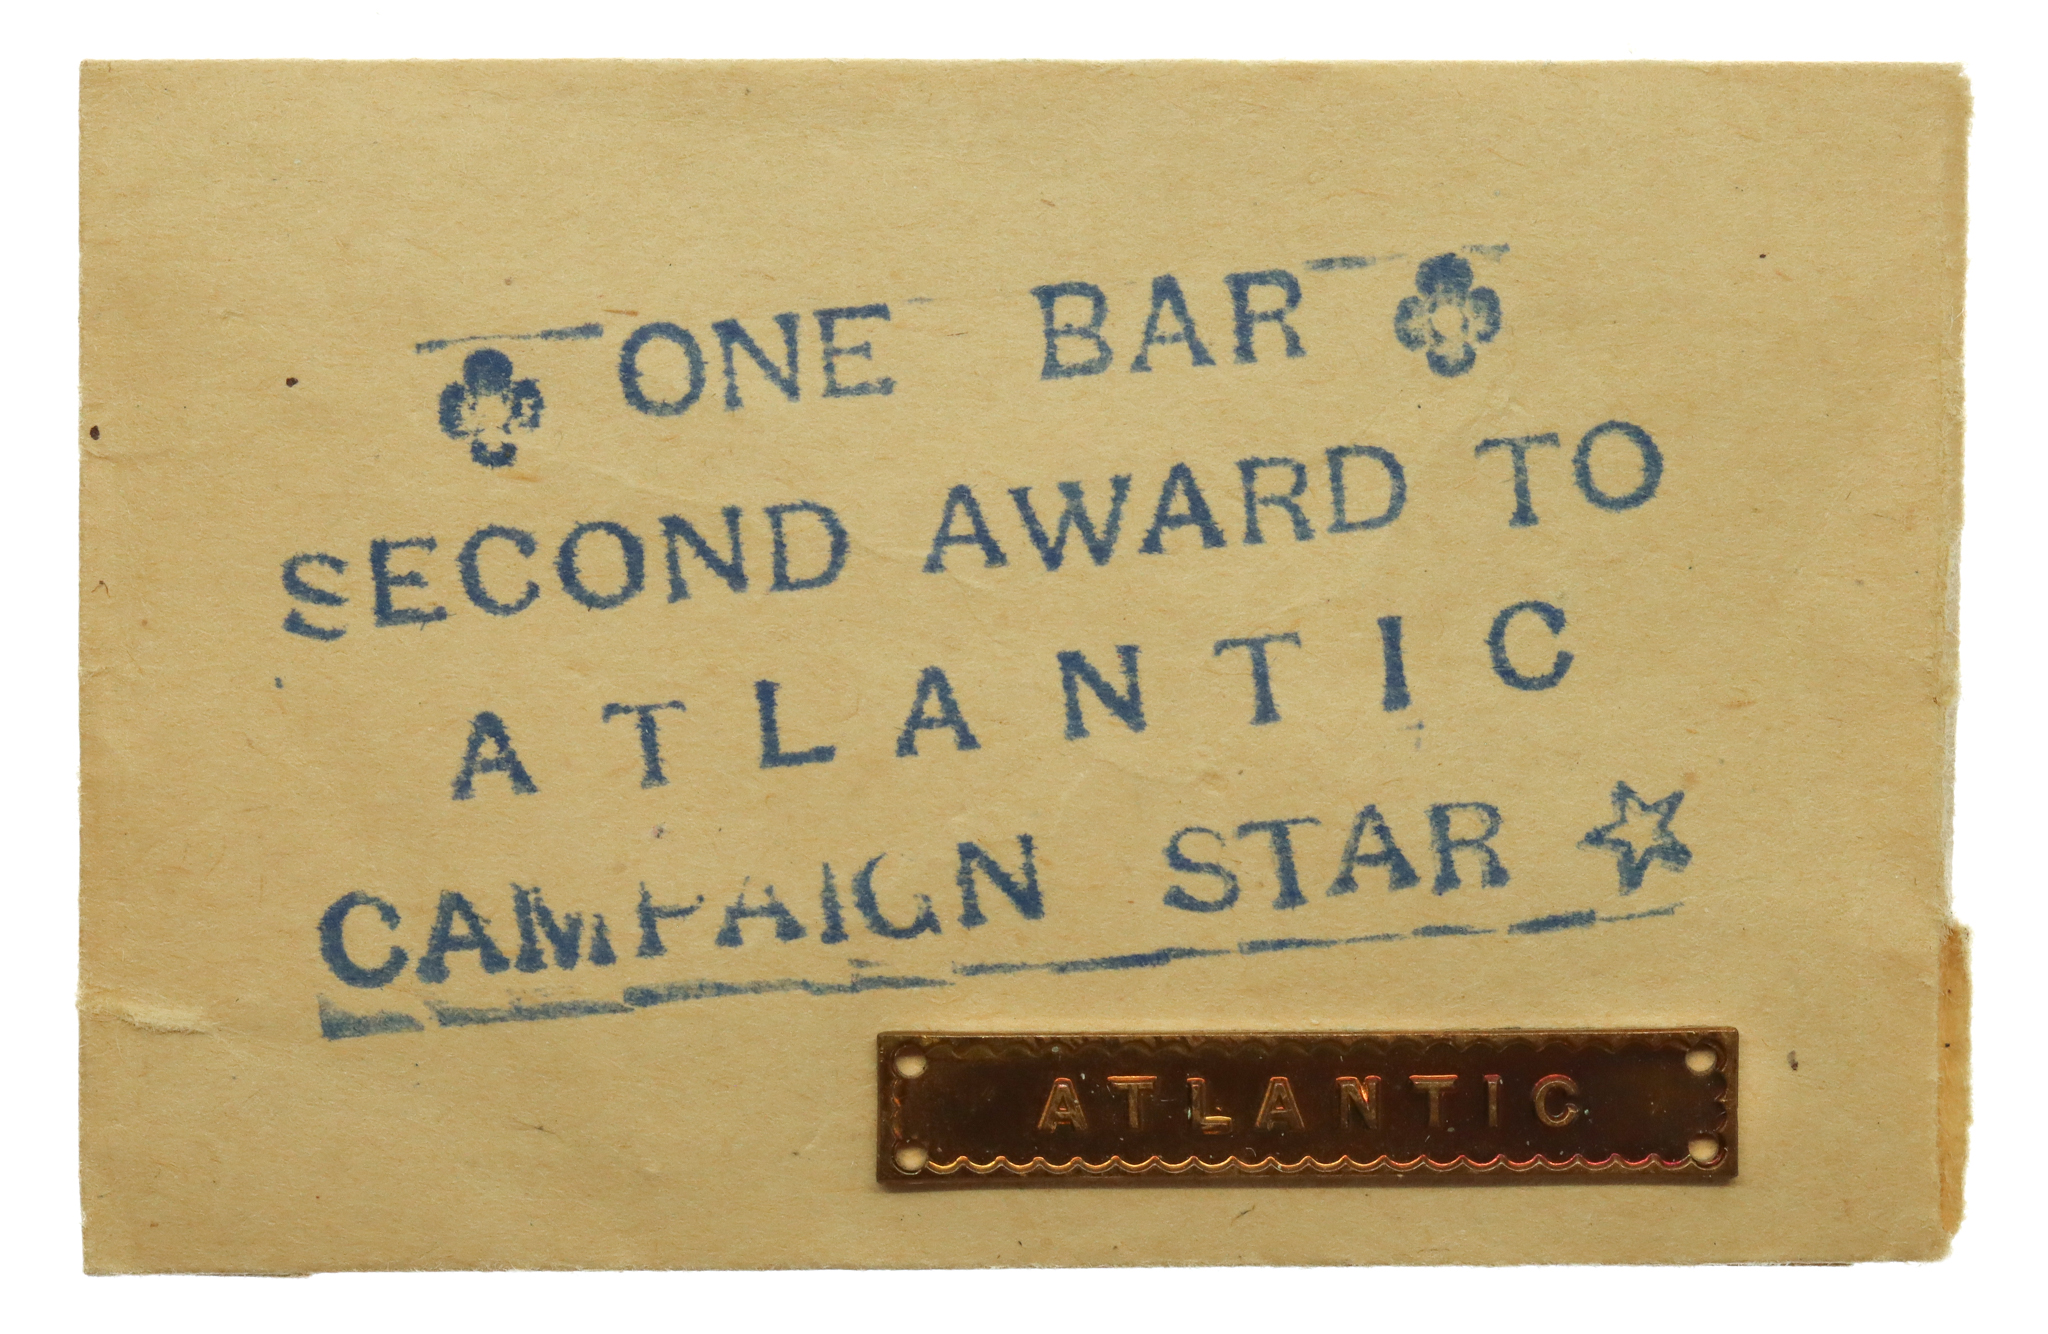 ONE BAR
SECOND AWARD TO
ATLANTIC
CAMPAIGN STAR
ATLANTIC